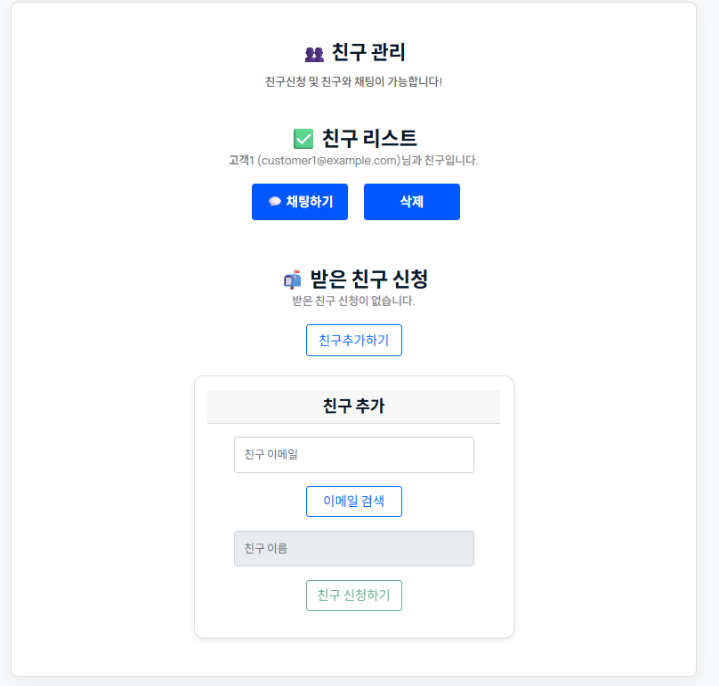 👥 친구 관리
친구신청 및 친구와 채팅이 가능합니다!
✅ 친구 리스트
고객1 (customer1@example.com)님과 친구입니다.
💬 채팅하기
삭제
📬 받은 친구 신청
받은 친구 신청이 없습니다.
친구추가하기
친구 추가
친구 이메일
이메일 검색
친구 이름
친구 신청하기